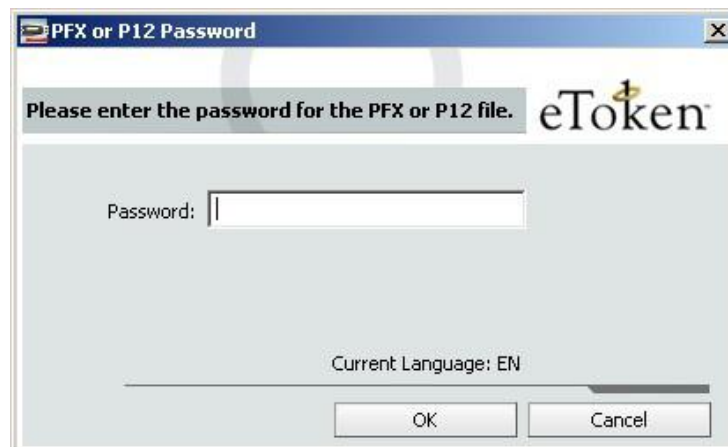 PFX or P12 Password
Please enter the password for the PFX or P12 file.
eToken
Password:
Current Language: EN
OK
Cancel